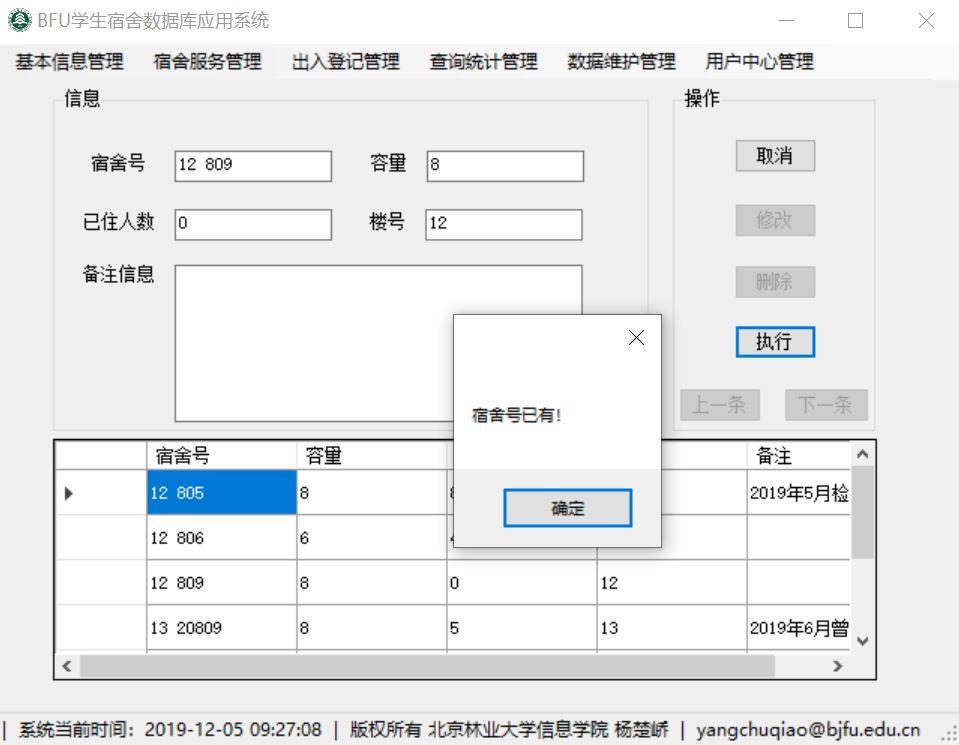 BFU学生宿舍数据库应用系统
基本信息管理 宿舍服务管理 出入登记管理 查询统计管理 数据维护管理 用户中心管理
信息
操作
宿舍号 12 809 容量 8
取消
已住人数 0 楼号 12
修改
备注信息
删除
执行
上一条 下一条
宿舍号已有!
确定
宿舍号 容量 备注
12 805 8 2019年5月检
12 806 6
12 809 8 0 12
13 20809 8 5 13 2019年6月曾
| 系统当前时间: 2019-12-05 09:27:08 | 版权所有 北京林业大学信息学院 杨楚峤 | yangchuqiao@bjfu.edu.cn